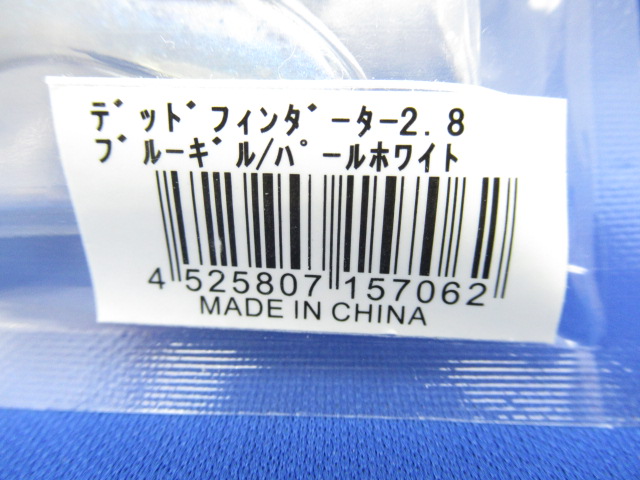 ﾃﾞｯﾄﾞﾌｨﾝﾀﾞｰﾀｰ2.8
ﾌﾞﾙｰｷﾞﾙ/ﾊﾟｰﾙﾎﾜｲﾄ
4 525807 157062
MADE IN CHINA